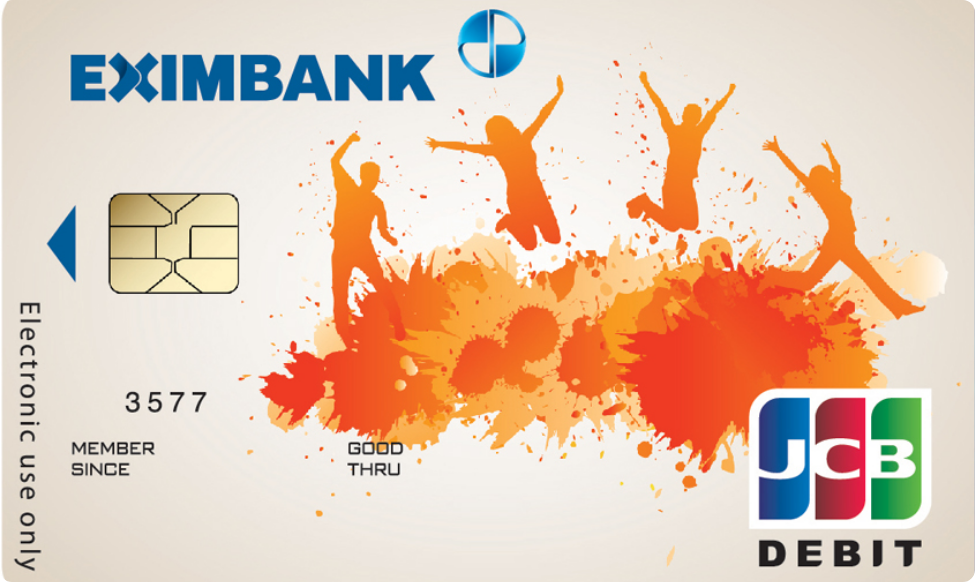 EXIMBANK
Electronic use only
3577
MEMBER
SINCE
GOOD
THRU
JCB
DEBIT